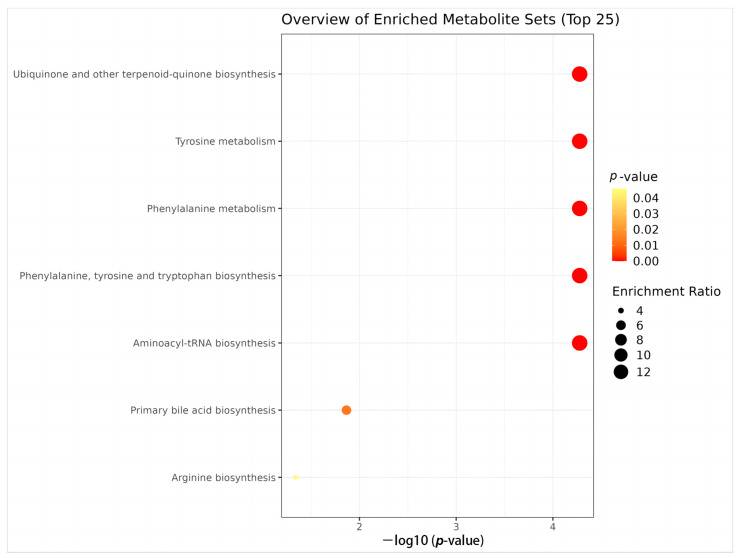 Overview of Enriched Metabolite Sets (Top 25)
Ubiquinone and other terpenoid-quinone biosynthesis
Tyrosine metabolism
Phenylalanine metabolism
Phenylalanine, tyrosine and tryptophan biosynthesis
Aminoacyl-tRNA biosynthesis
Primary bile acid biosynthesis
Arginine biosynthesis
2 3 4
−log10 (p-value)
p-value
0.04
0.03
0.02
0.01
0.00
Enrichment Ratio
4
6
8
10
12